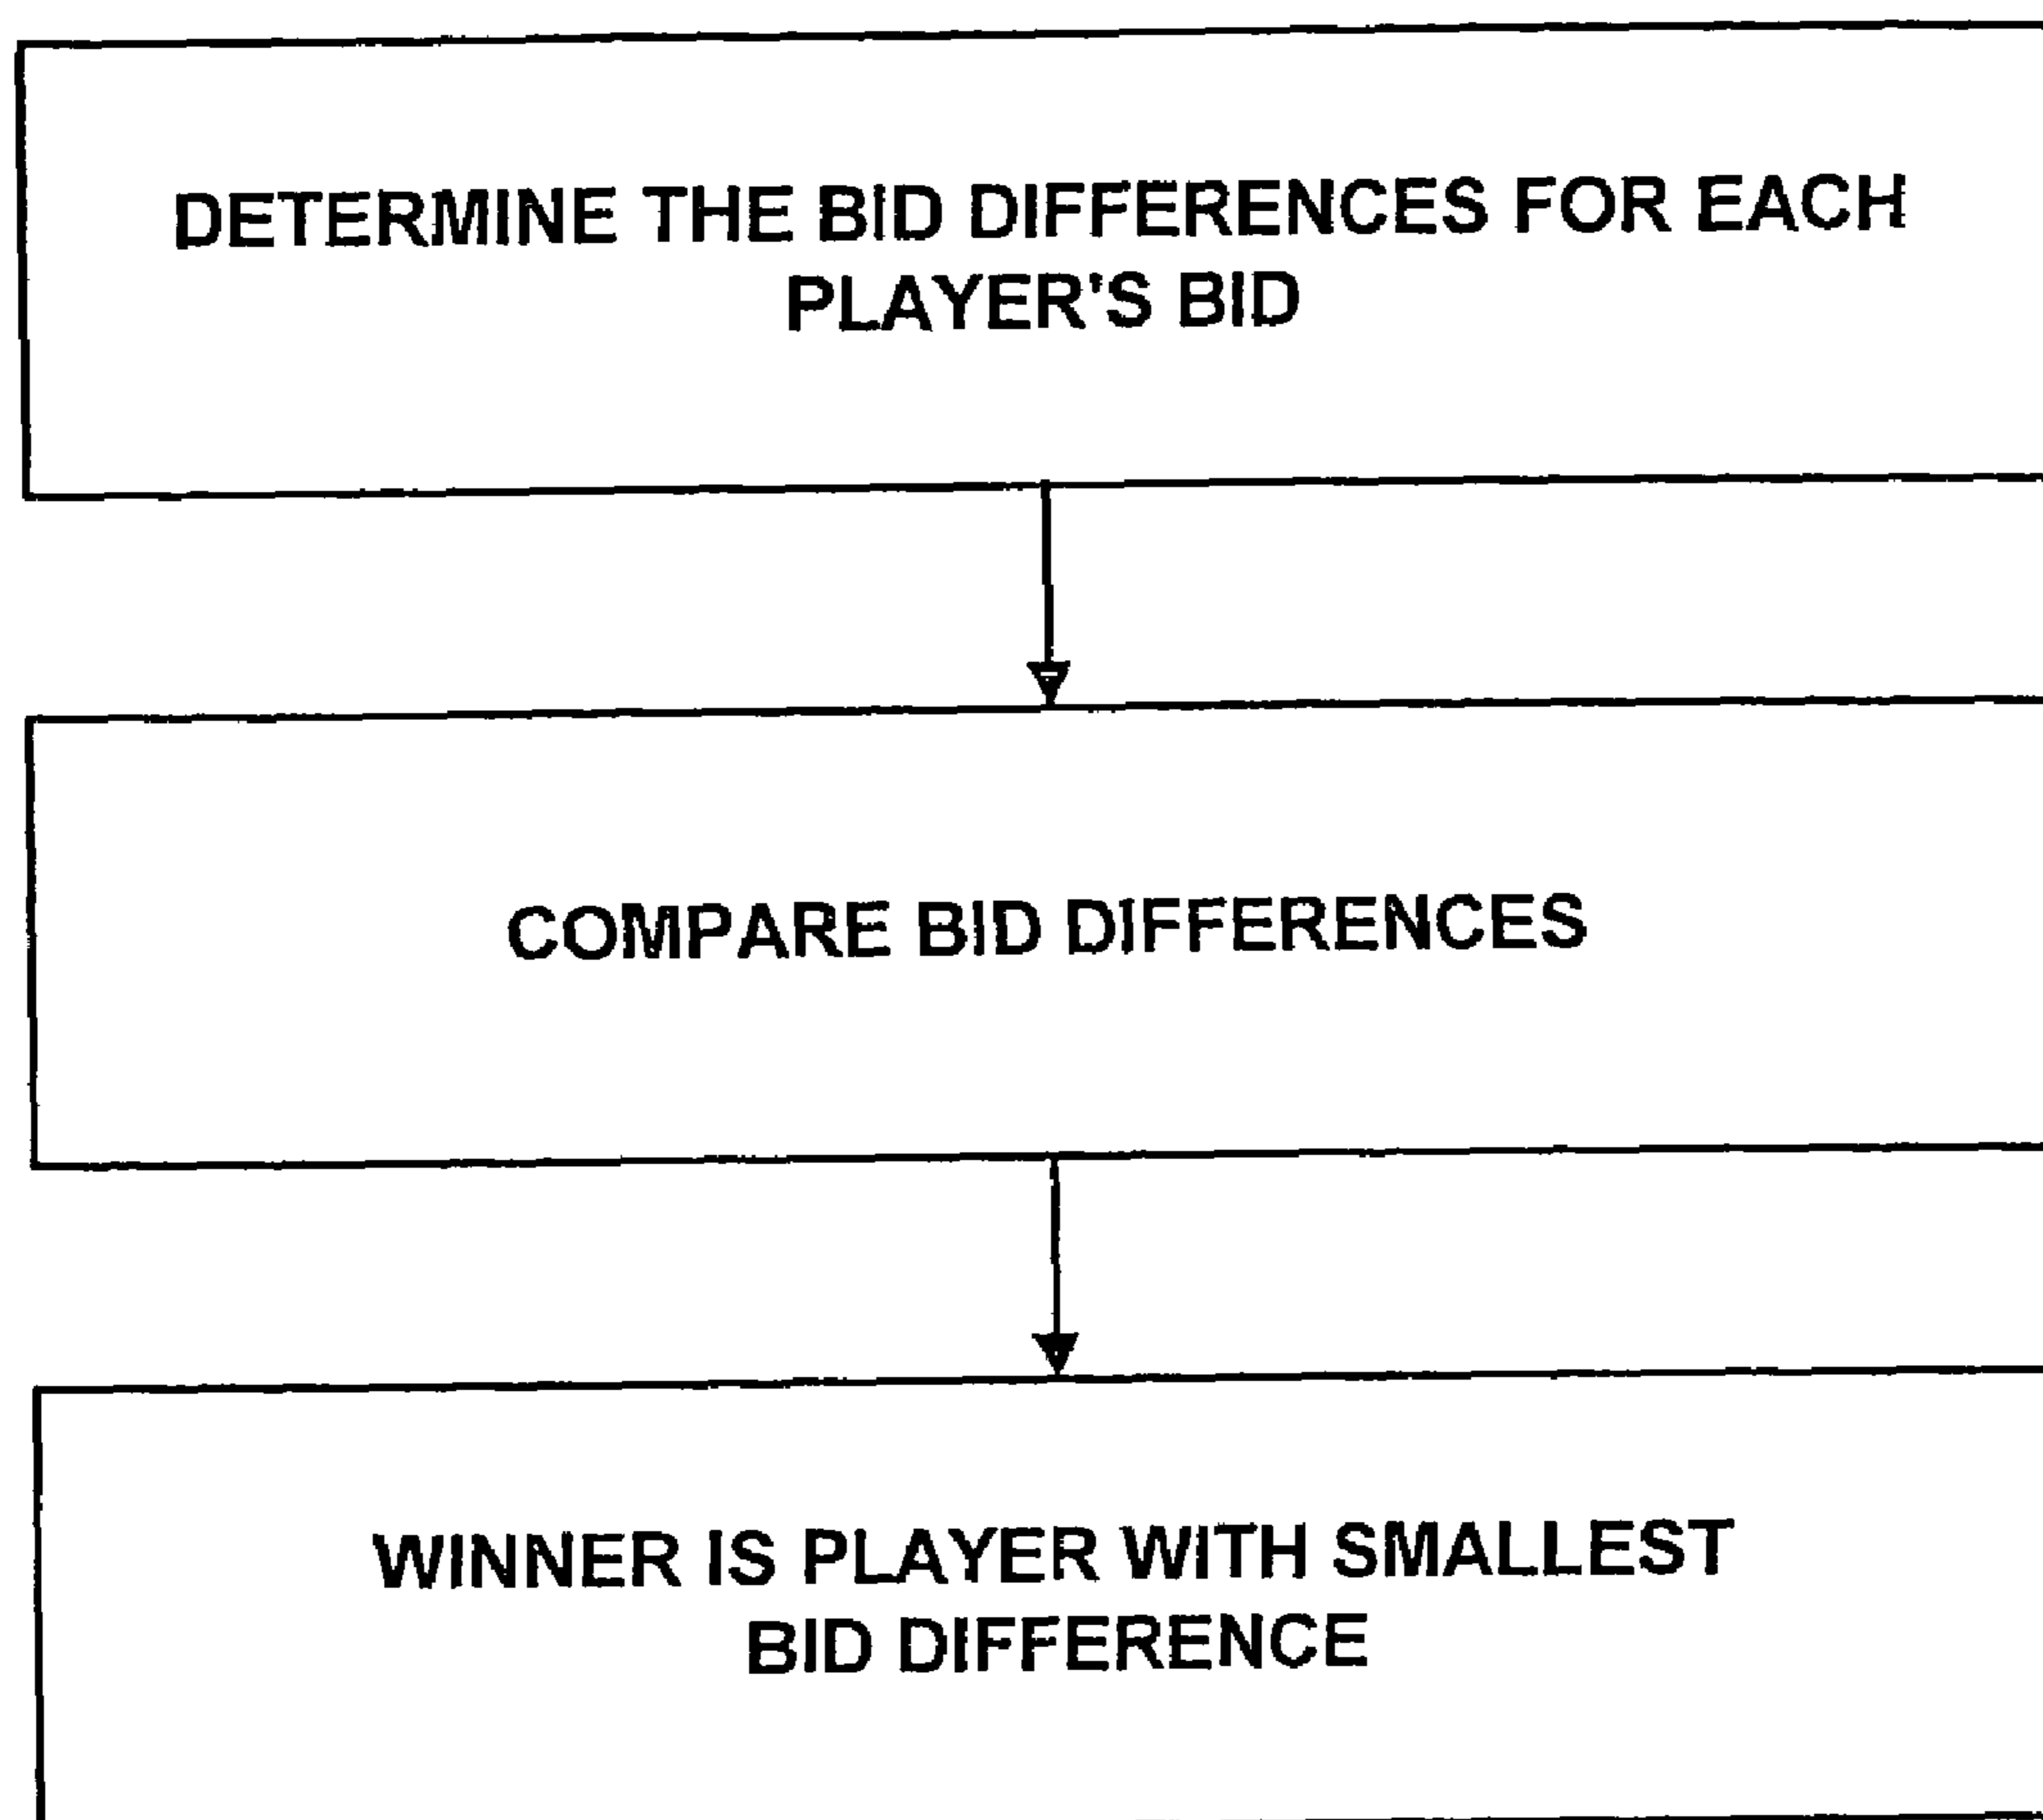 DETERMINE THE BID DIFFERENCES FOR EACH
PLAYER'S BID
COMPARE BID DIFFERENCES
WINNER IS PLAYER WITH SMALLEST
BID DIFFERENCE